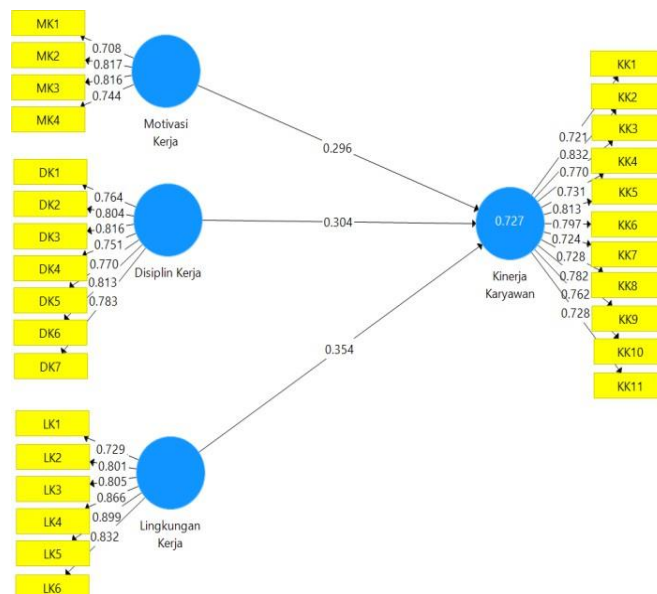 MK1
MK2
MK3
MK4
0.708
0.817
0.816
0.744
Motivasi
Kerja
0.296
DK1
DK2
DK3
DK4
DK5
DK6
DK7
0.764
0.804
0.816
0.751
0.770
0.813
0.783
Disiplin Kerja
0.304
LK1
LK2
LK3
LK4
LK5
LK6
0.729
0.801
0.805
0.866
0.899
0.832
Lingkungan
Kerja
0.354
0.727
Kinerja
Karyawan
0.721
0.832
0.770
0.731
0.813
0.797
0.724
0.728
0.782
0.762
0.728
KK1
KK2
KK3
KK4
KK5
KK6
KK7
KK8
KK9
KK10
KK11